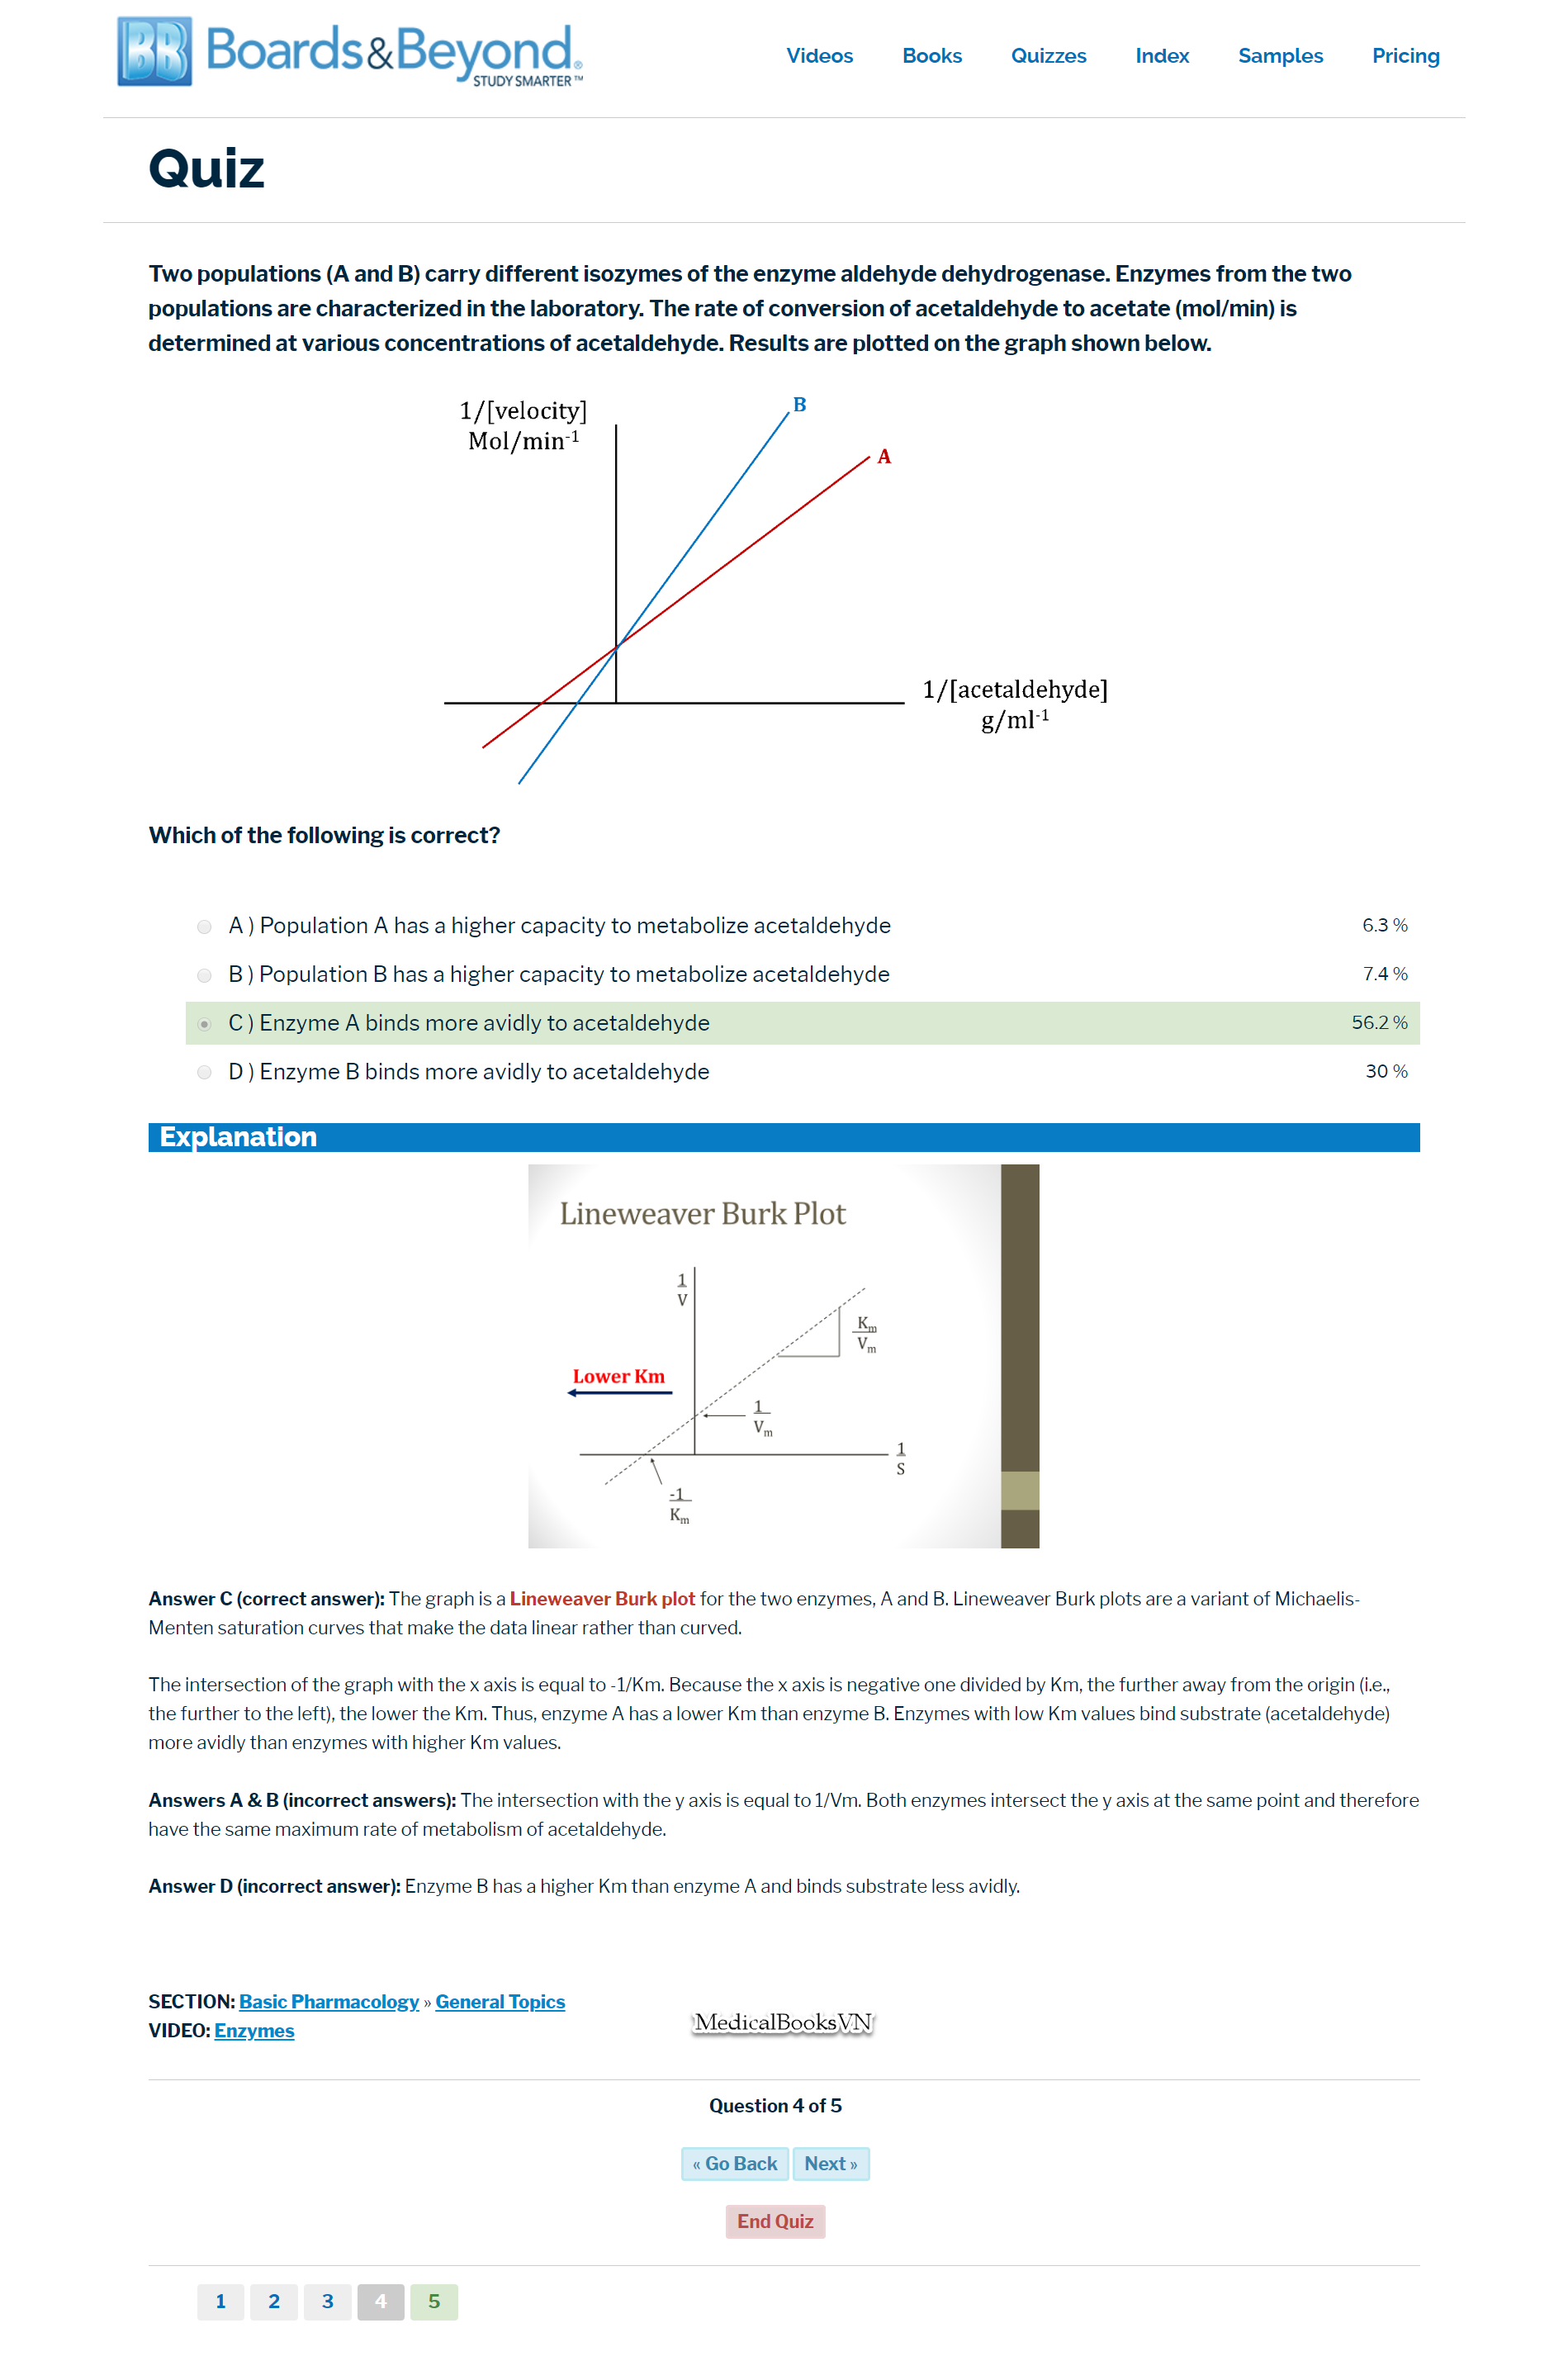 BB Boards&Beyond®
STUDY SMARTER™
Videos Books Quizzes Index Samples Pricing
Quiz
Two populations (A and B) carry different isozymes of the enzyme aldehyde dehydrogenase. Enzymes from the two
populations are characterized in the laboratory. The rate of conversion of acetaldehyde to acetate (mol/min) is
determined at various concentrations of acetaldehyde. Results are plotted on the graph shown below.
1/[velocity]
Mol/min-1
B
A
1/[acetaldehyde]
g/ml-1
Which of the following is correct?
A ) Population A has a higher capacity to metabolize acetaldehyde 6.3 %
B ) Population B has a higher capacity to metabolize acetaldehyde 7.4 %
C ) Enzyme A binds more avidly to acetaldehyde 56.2 %
D ) Enzyme B binds more avidly to acetaldehyde 30 %
Explanation
Lineweaver Burk Plot
1
V
Km
Vm
Lower Km
1
Vm
1
S
-1
Km
Answer C (correct answer): The graph is a Lineweaver Burk plot for the two enzymes, A and B. Lineweaver Burk plots are a variant of Michaelis-
Menten saturation curves that make the data linear rather than curved.
The intersection of the graph with the x axis is equal to -1/Km. Because the x axis is negative one divided by Km, the further away from the origin (i.e.,
the further to the left), the lower the Km. Thus, enzyme A has a lower Km than enzyme B. Enzymes with low Km values bind substrate (acetaldehyde)
more avidly than enzymes with higher Km values.
Answers A & B (incorrect answers): The intersection with the y axis is equal to 1/Vm. Both enzymes intersect the y axis at the same point and therefore
have the same maximum rate of metabolism of acetaldehyde.
Answer D (incorrect answer): Enzyme B has a higher Km than enzyme A and binds substrate less avidly.
SECTION: Basic Pharmacology » General Topics
VIDEO: Enzymes
MedicalBooksVN
Question 4 of 5
« Go Back Next »
End Quiz
1 2 3 4 5